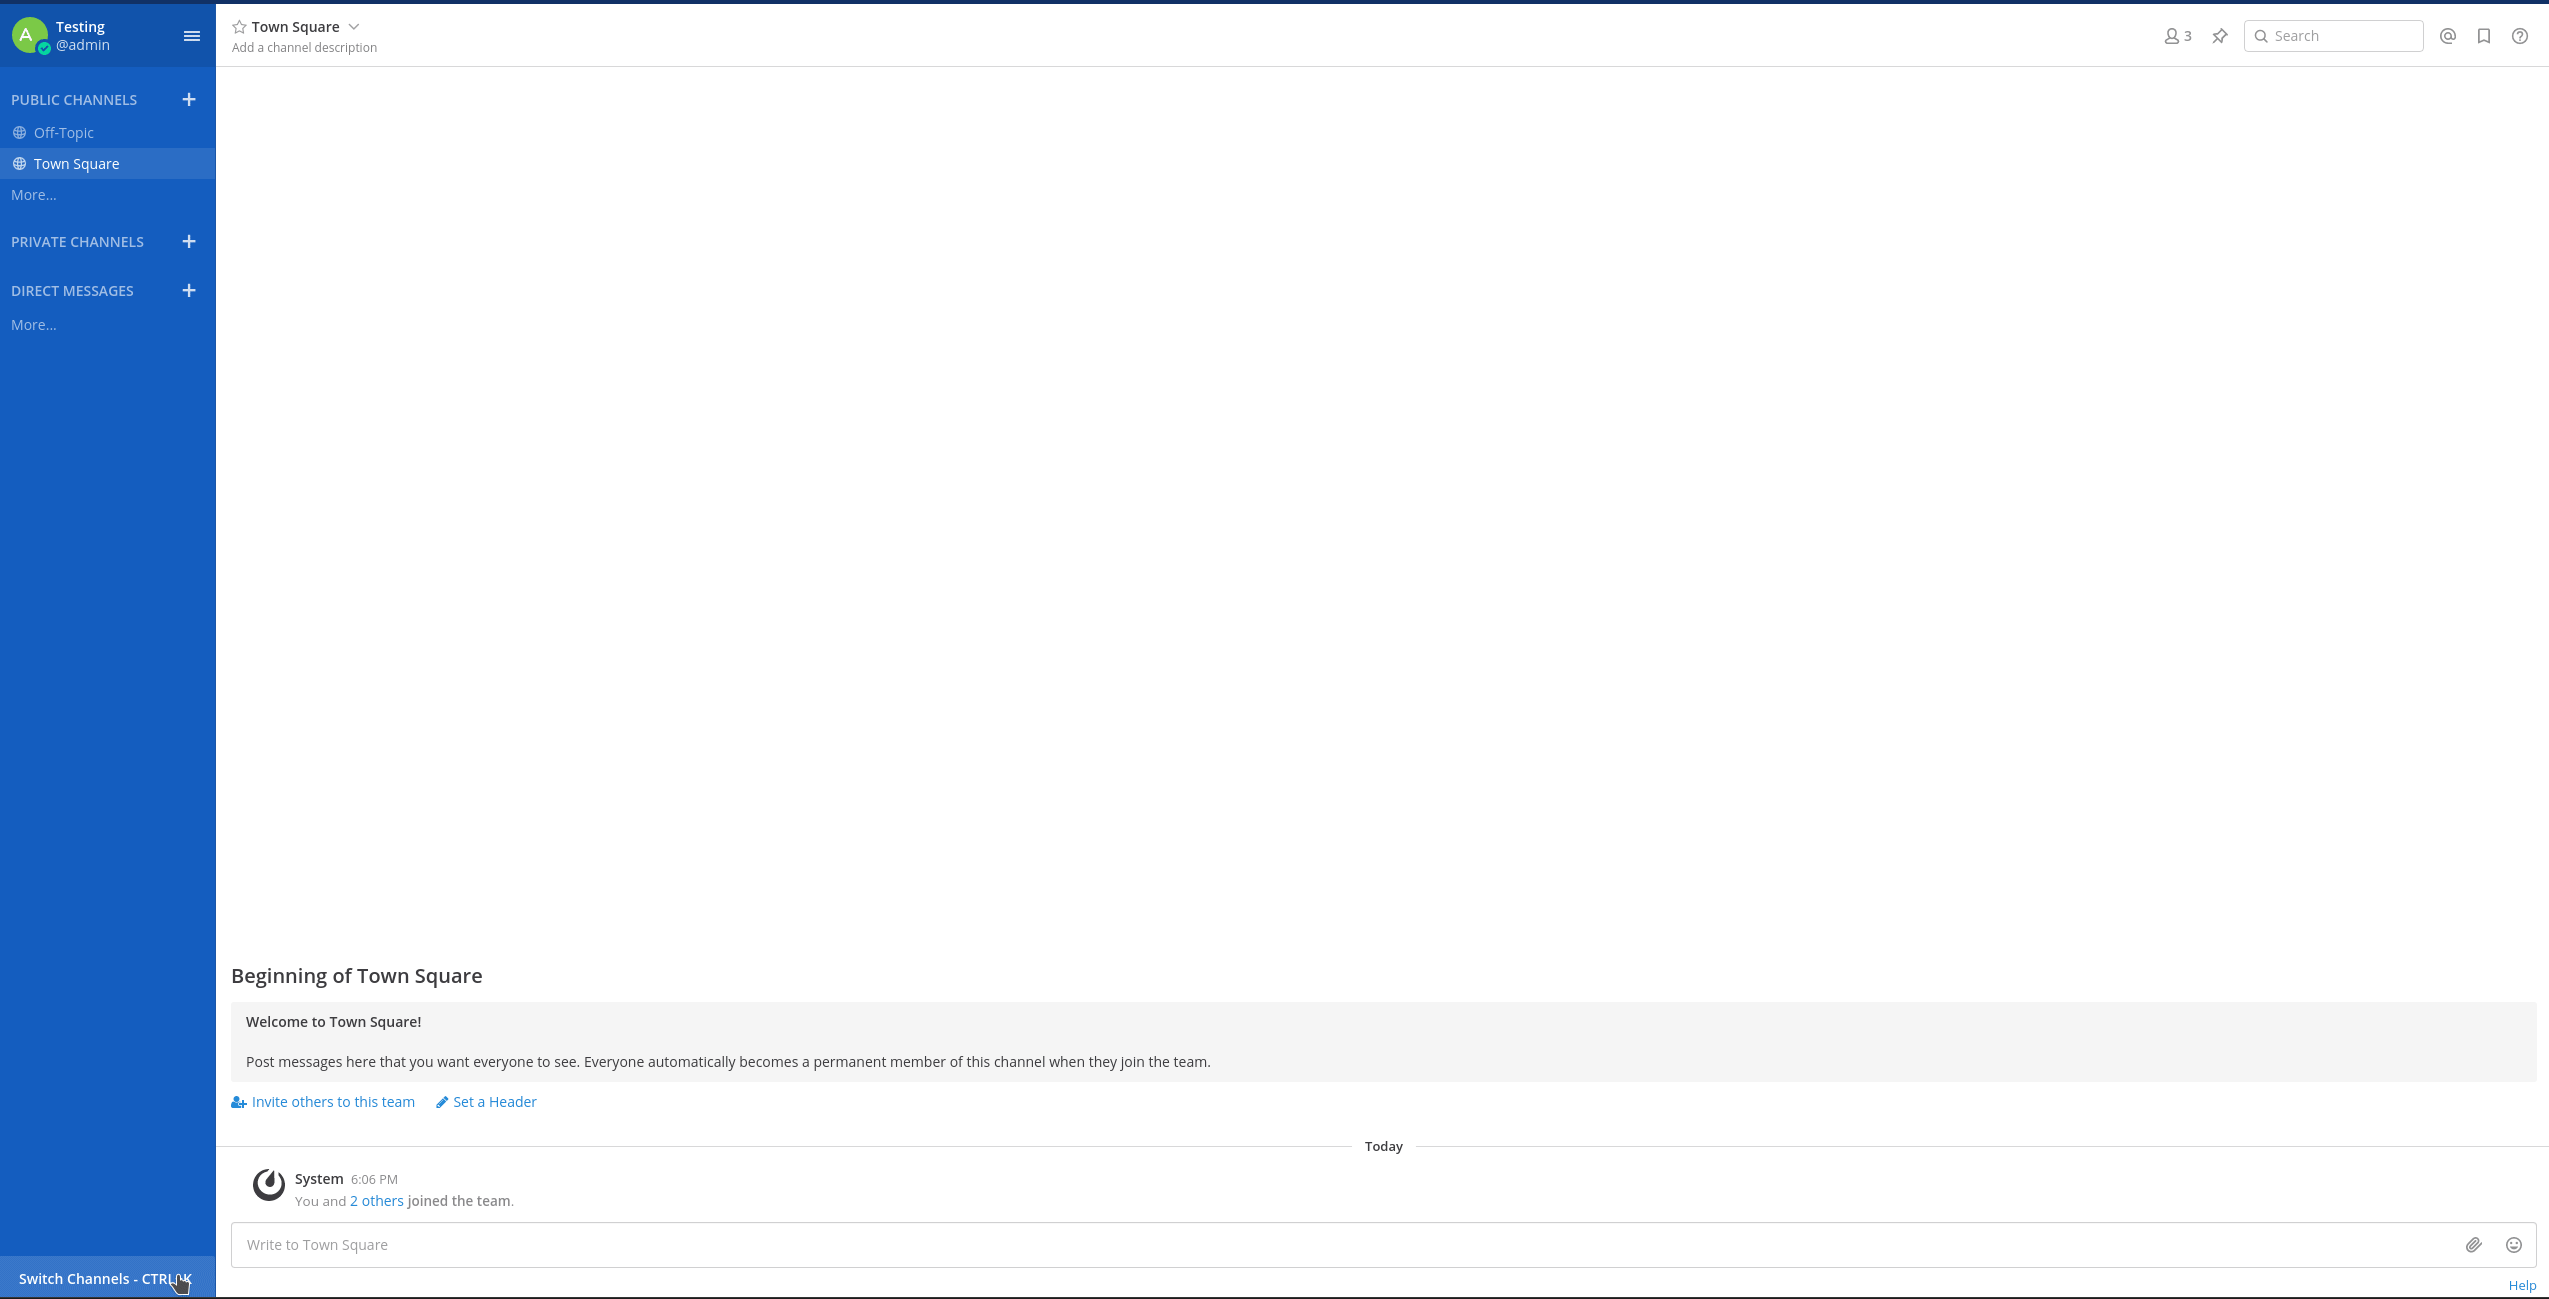 Testing
@admin
A
PUBLIC CHANNELS
Off-Topic
Town Square
More...
PRIVATE CHANNELS
DIRECT MESSAGES
More...
Switch Channels - CTRL+K
Town Square
Add a channel description
3
Search
Beginning of Town Square
Welcome to Town Square!
Post messages here that you want everyone to see. Everyone automatically becomes a permanent member of this channel when they join the team.
Invite others to this team
Set a Header
Today
System 6:06 PM
You and 2 others joined the team.
Write to Town Square
Help